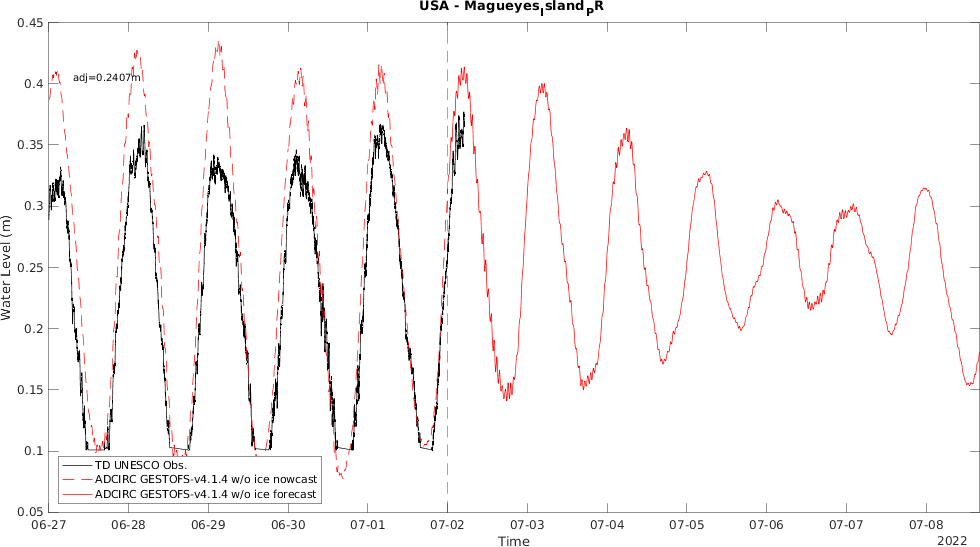 USA - Magueyes Island PR
0.45
0.4
0.35
0.3
0.25
0.2
0.15
0.1
0.05
Water Level (m)
adj=0.2407m
TD UNESCO Obs.
ADCIRC GESTOFS-v4.1.4 w/o ice nowcast
ADCIRC GESTOFS-v4.1.4 w/o ice forecast
06-27 06-28 06-29 06-30 07-01 07-02 07-03 07-04 07-05 07-06 07-07 07-08
Time
2022